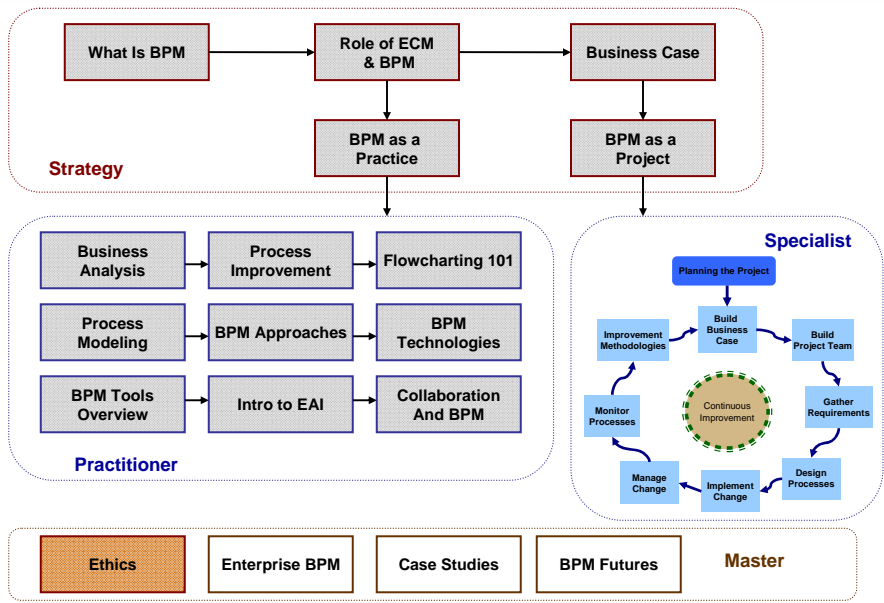 What Is BPM
Role of ECM
& BPM
Business Case
BPM as a
Practice
BPM as a
Project
Strategy
Business
Analysis
Process
Improvement
Flowcharting 101
Process
Modeling
BPM Approaches
BPM
Technologies
BPM Tools
Overview
Intro to EAI
Collaboration
And BPM
Practitioner
Specialist
Planning the Project
Build
Business
Case
Build
Project Team
Gather
Requirements
Design
Processes
Implement
Change
Manage
Change
Monitor
Processes
Improvement
Methodologies
Continuous
Improvement
Ethics
Enterprise BPM
Case Studies
BPM Futures
Master